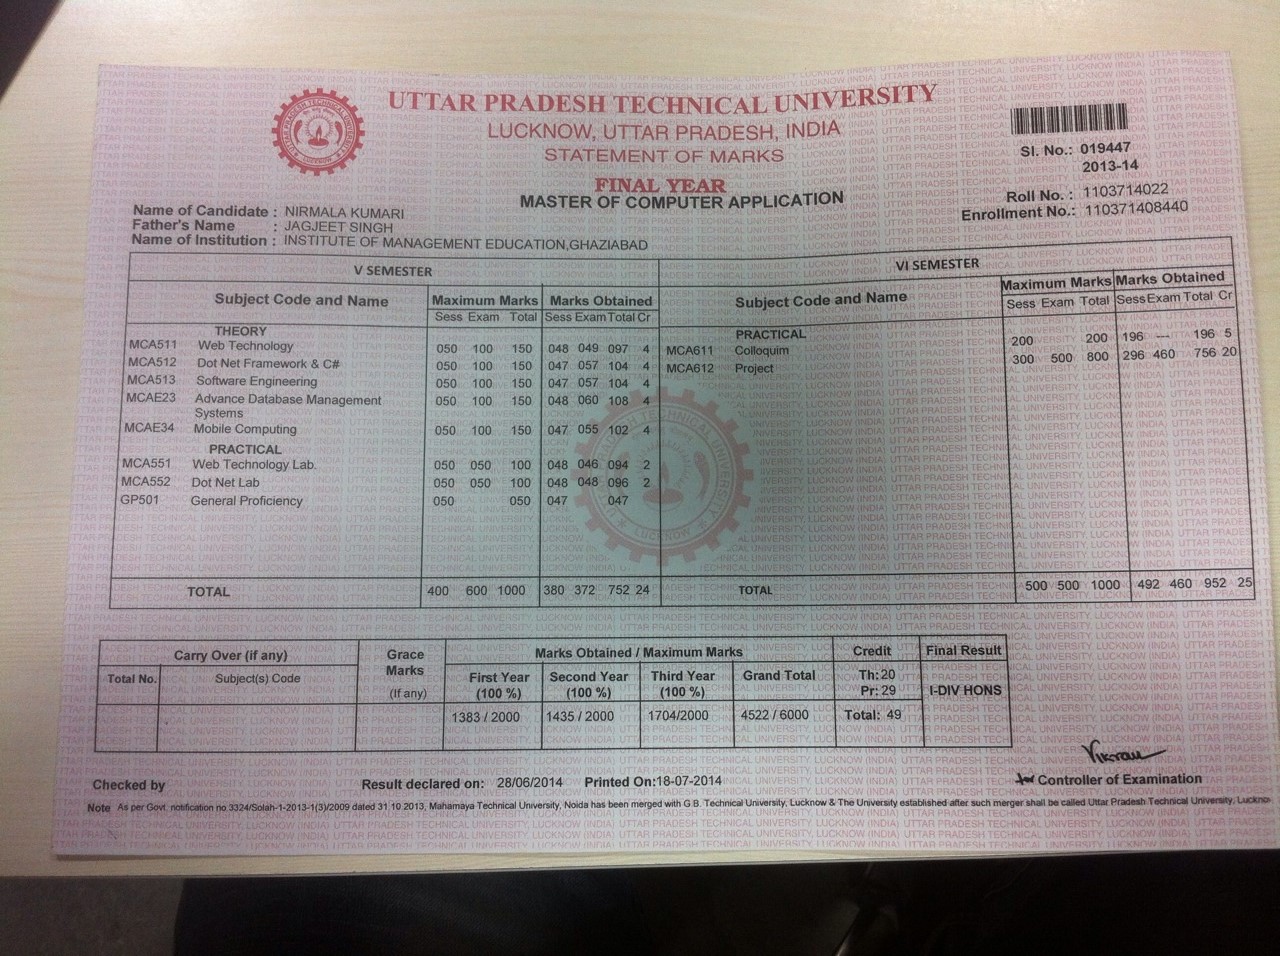 UTTAR PRADESH TECHNICAL UNIVERSITY
LUCKNOW, UTTAR PRADESH, INDIA
STATEMENT OF MARKS
FINAL YEAR
MASTER OF COMPUTER APPLICATION
Sl. No.: 019447
2013-14
Roll No. : 1103714022
Enrollment No.: 110371408440
Name of Candidate : NIRMALA KUMARI
Father's Name : JAGJEET SINGH
Name of Institution : INSTITUTE OF MANAGEMENT EDUCATION,GHAZIABAD
V SEMESTER
Subject Code and Name Maximum Marks Marks Obtained
Sess Exam Total Sess Exam Total Cr
THEORY
MCA511 Web Technology 050 100 150 048 049 097 4
MCA512 Dot Net Framework & C# 050 100 150 047 057 104 4
MCA513 Software Engineering 050 100 150 047 057 104 4
MCAE23 Advance Database Management 050 100 150 048 060 108 4
Systems
MCAE34 Mobile Computing 050 100 150 047 055 102 4
PRACTICAL
MCA551 Web Technology Lab. 050 050 100 048 046 094 2
MCA552 Dot Net Lab 050 050 100 048 048 096 2
GP501 General Proficiency 050 050 047 047
TOTAL 400 600 1000 380 372 752 24
VI SEMESTER
Subject Code and Name Maximum Marks Marks Obtained
Sess Exam Total Sess Exam Total Cr
PRACTICAL
MCA611 Colloquim 200 200 196 --- 196 5
MCA612 Project 300 500 800 296 460 756 20
TOTAL 500 500 1000 492 460 952 25
Carry Over (if any) Grace Marks (If any) Marks Obtained / Maximum Marks Credit Final Result
Total No. Subject(s) Code First Year (100 %) Second Year (100 %) Third Year (100 %) Grand Total Th:20 Pr:29 I-DIV HONS
1383 / 2000 1435 / 2000 1704/2000 4522 / 6000 Total: 49
Checked by Result declared on: 28/06/2014 Printed On:18-07-2014 Controller of Examination
Note As per Govt. notification no.3324/Solah-1-2013-1(3)/2009 dated 31.10.2013, Mahamaya Technical University, Noida has been merged with G.B. Technical University, Lucknow & The University established after such merger shall be called Uttar Pradesh Technical University,